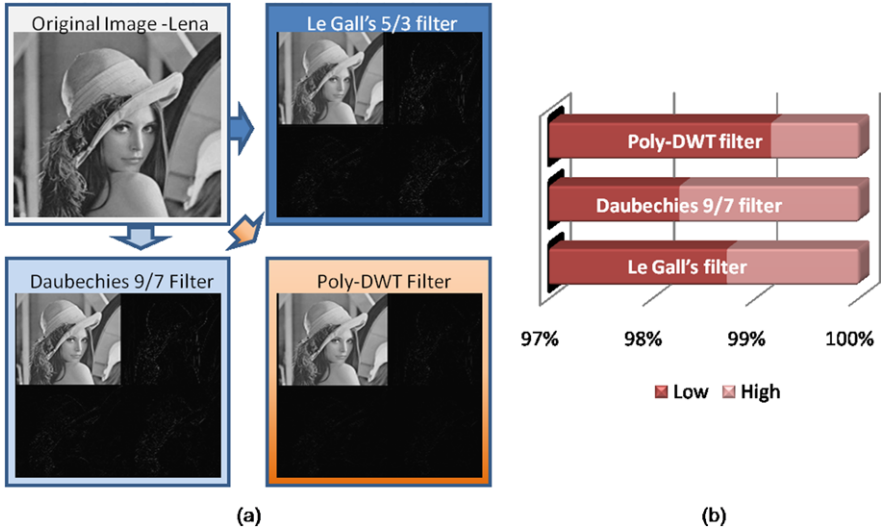 Original Image -Lena
Le Gall's 5/3 filter
Daubechies 9/7 Filter
Poly-DWT Filter
(a)
Poly-DWT filter
Daubechies 9/7 filter
Le Gall's filter
97% 98% 99% 100%
Low High
(b)